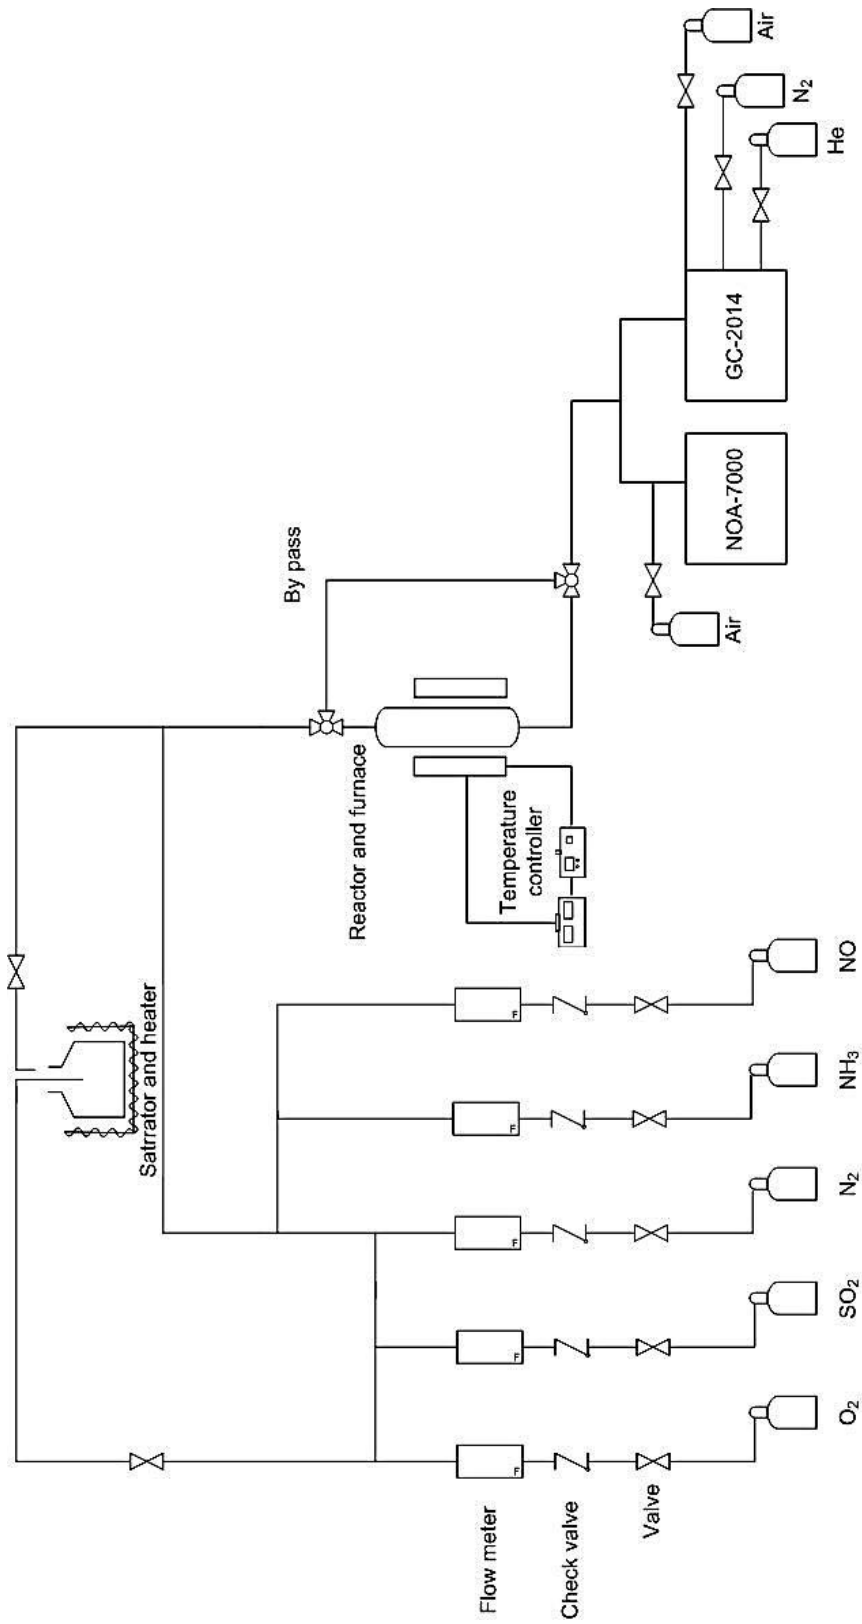 Satrrator and heater
By pass
Reactor and furnace
Temperature
controller
Flow meter
F
F
F
F
F
Check valve
Valve
O₂
SO₂
N₂
NH₃
NO
Air
NOA-7000
GC-2014
He
N₂
Air